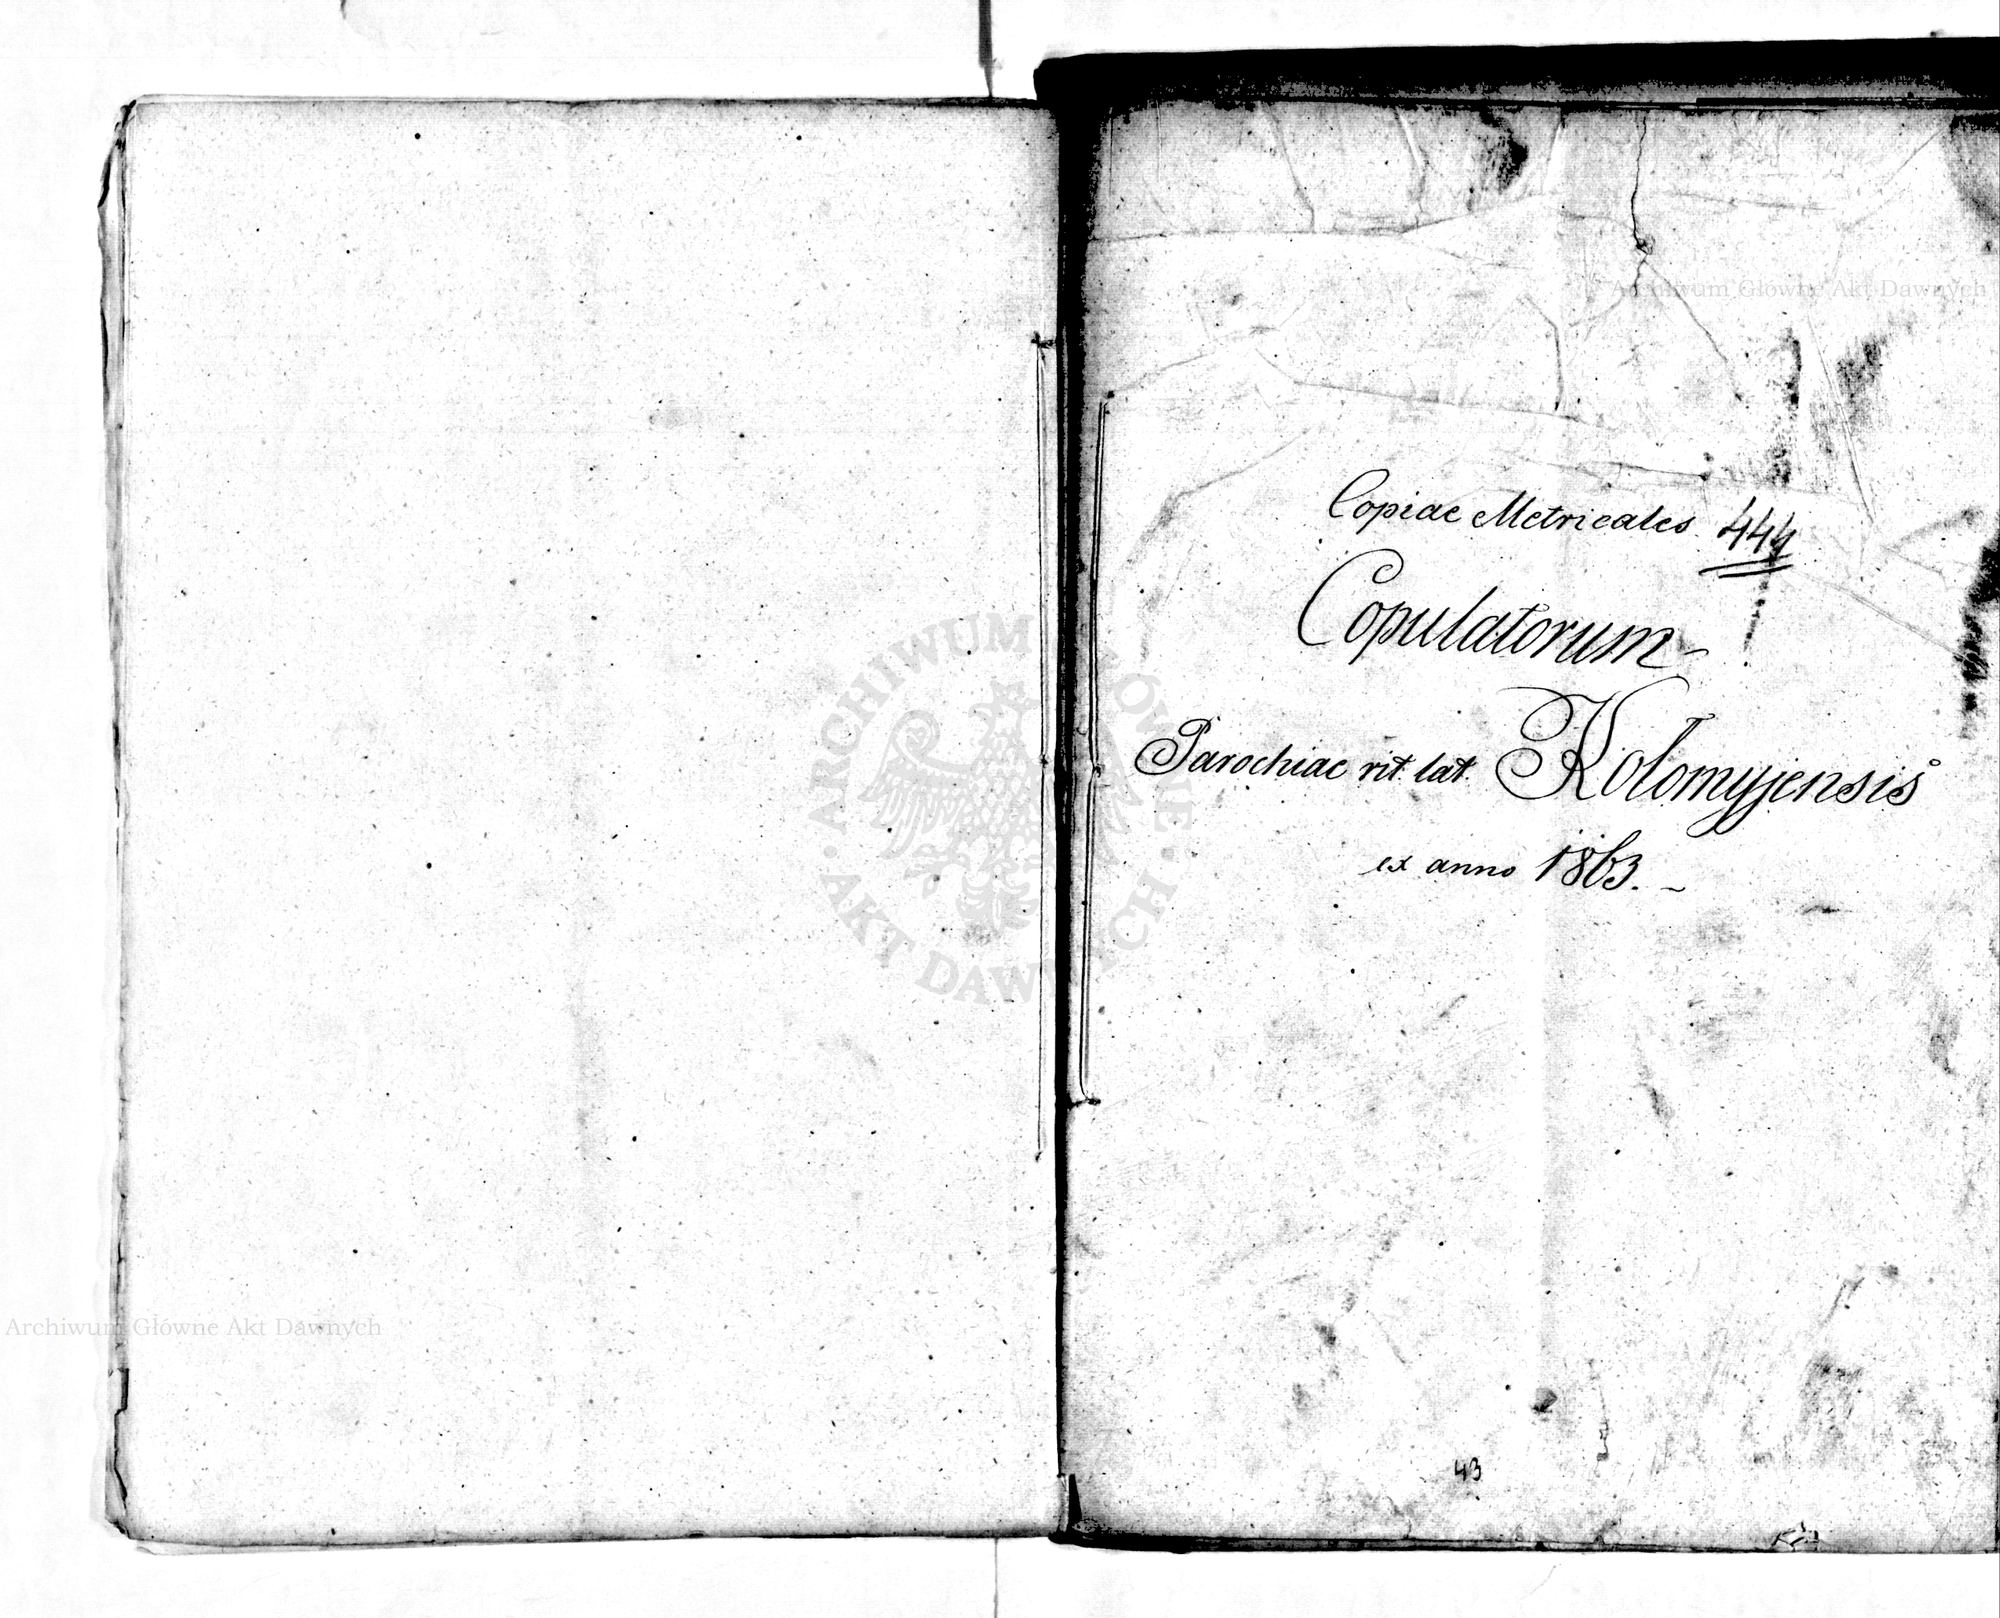 Archiwum Główne Akt Dawnych
Copiae Metricales 444
Copulatorum
Parochiae rit. lat. Kolomyjensis
ex anno 1863.
ARCHIWUM GŁÓWNE · AKT DAWNYCH ·
43
Archiwum Główne Akt Dawnych